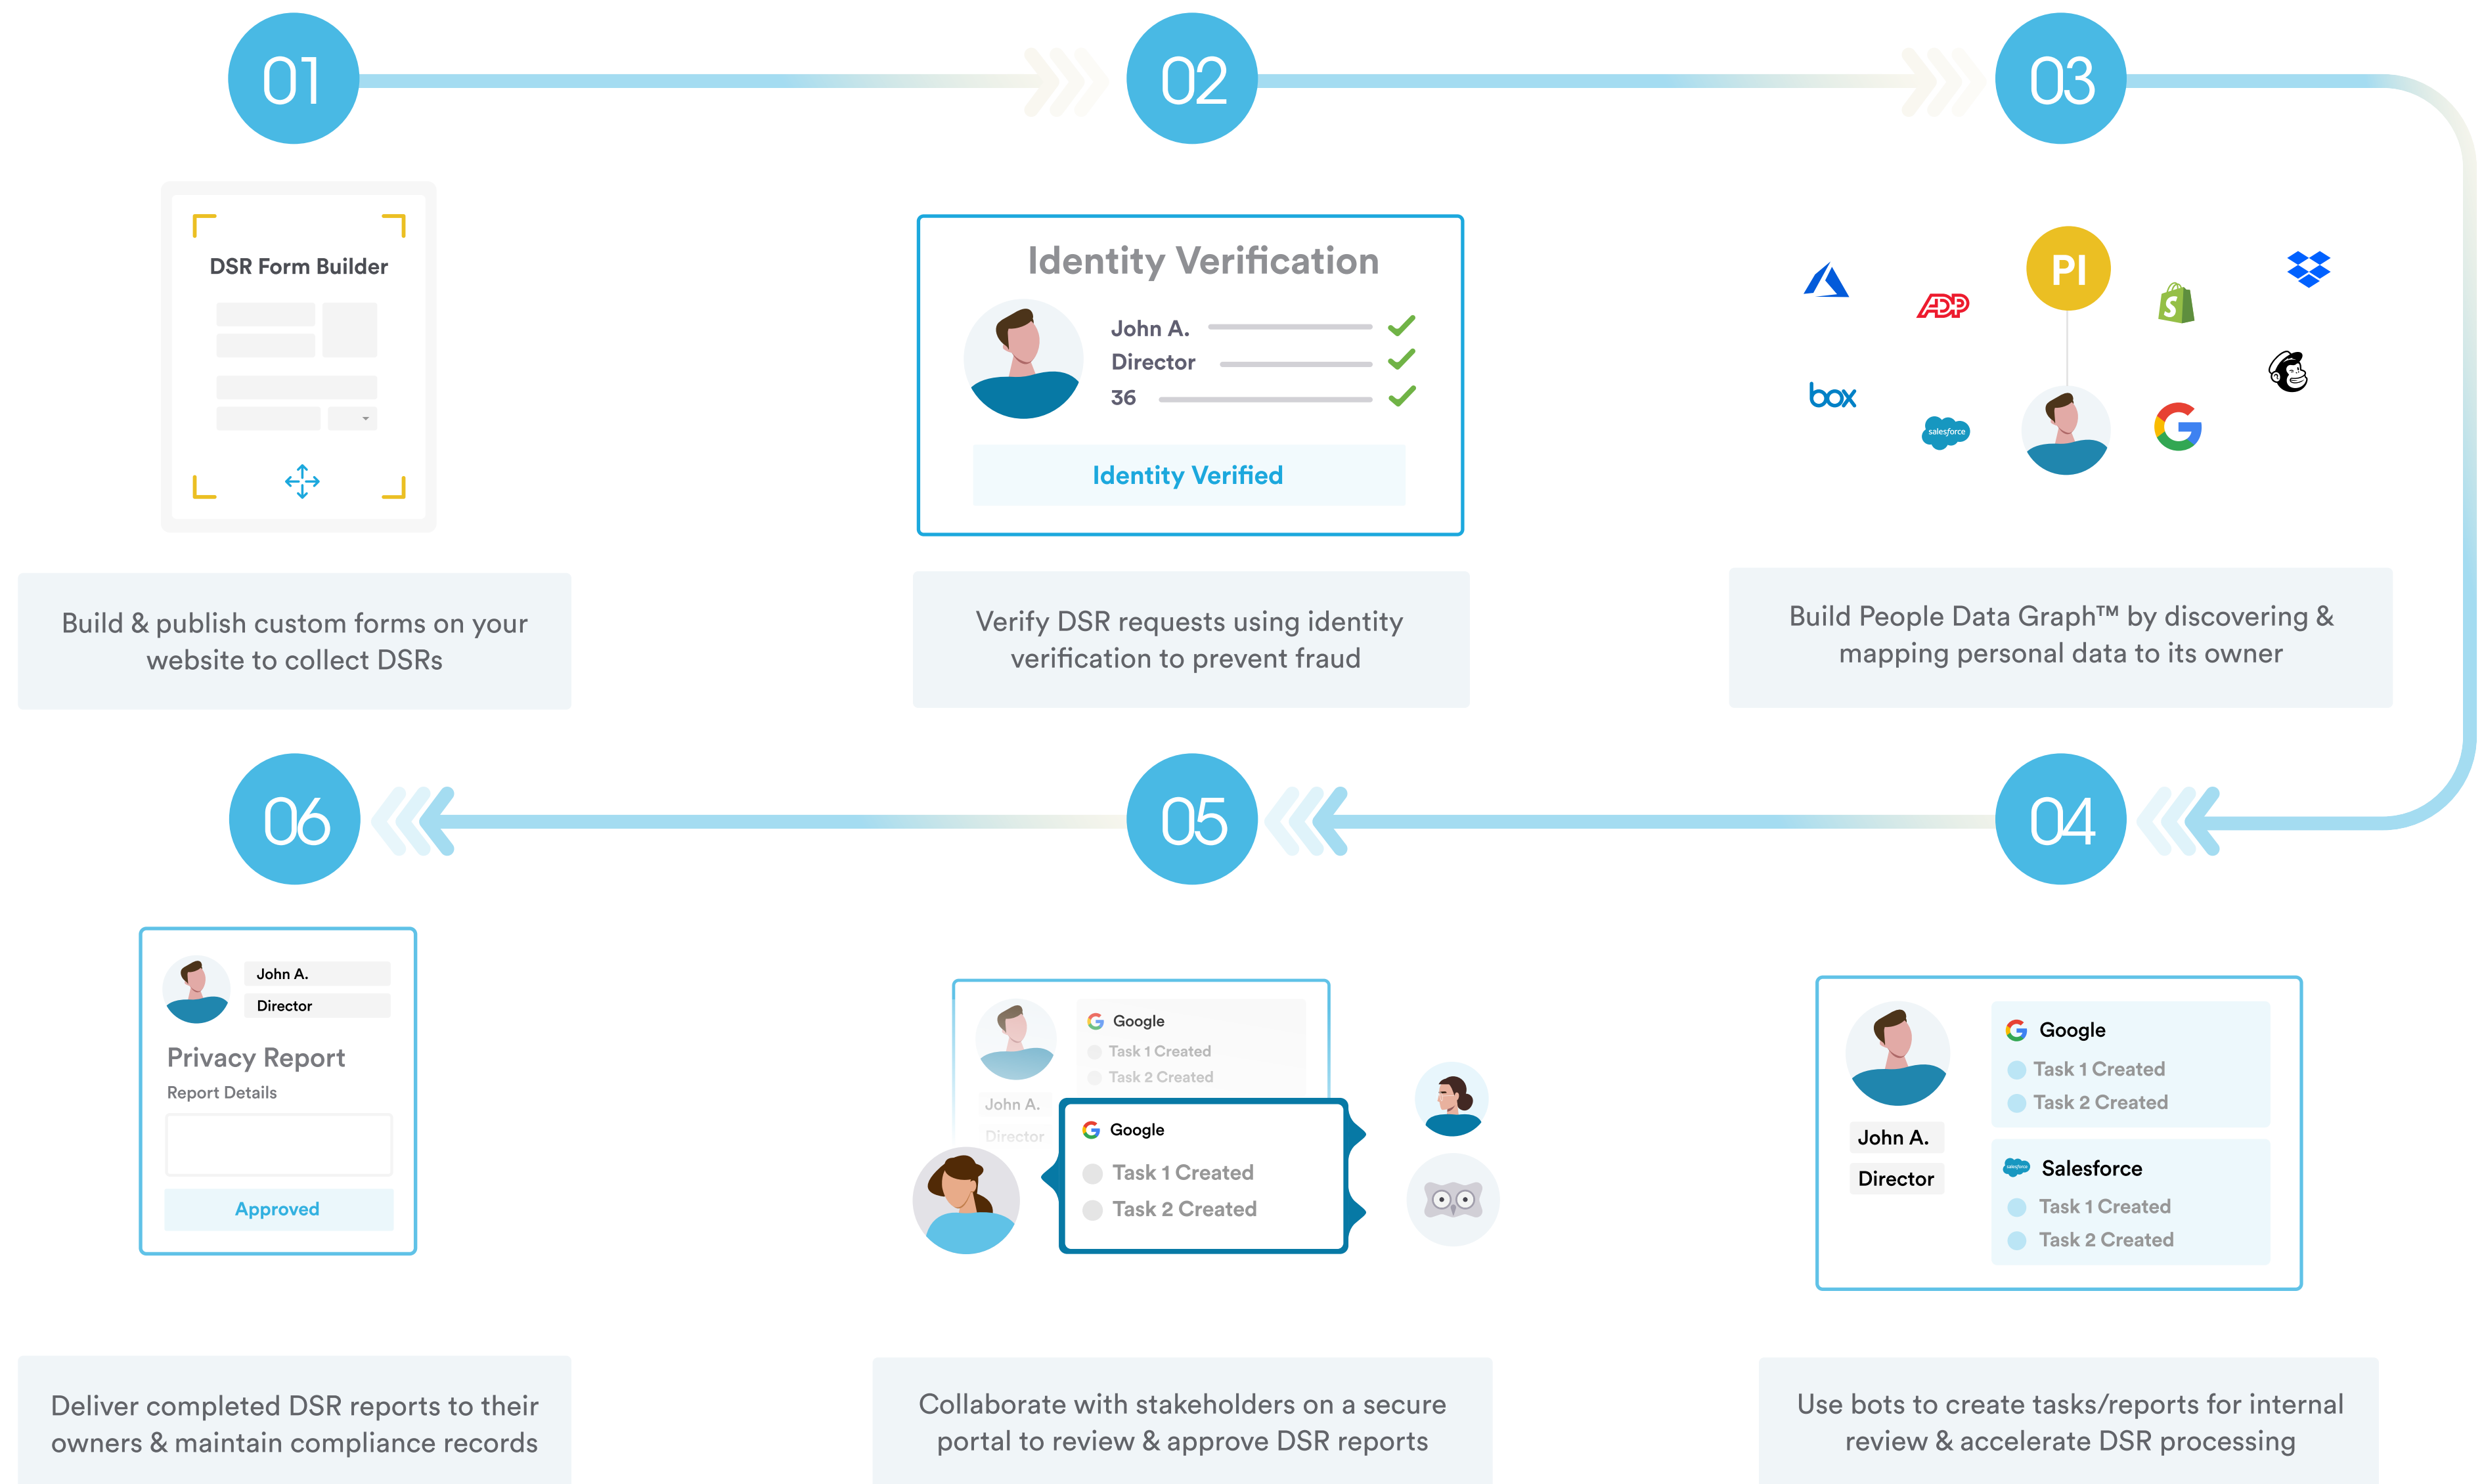 01
02
03
DSR Form Builder
Build & publish custom forms on your
website to collect DSRs
Identity Verification
John A.
Director
36
Identity Verified
Verify DSR requests using identity
verification to prevent fraud
PI
ADP
S
box
salesforce
Build People Data Graph™ by discovering &
mapping personal data to its owner
04
Google
Task 1 Created
Task 2 Created
John A.
Director
salesforce
Salesforce
Task 1 Created
Task 2 Created
Use bots to create tasks/reports for internal
review & accelerate DSR processing
05
Google
Task 1 Created
Task 2 Created
John A.
Director
Google
Task 1 Created
Task 2 Created
Collaborate with stakeholders on a secure
portal to review & approve DSR reports
06
John A.
Director
Privacy Report
Report Details
Approved
Deliver completed DSR reports to their
owners & maintain compliance records